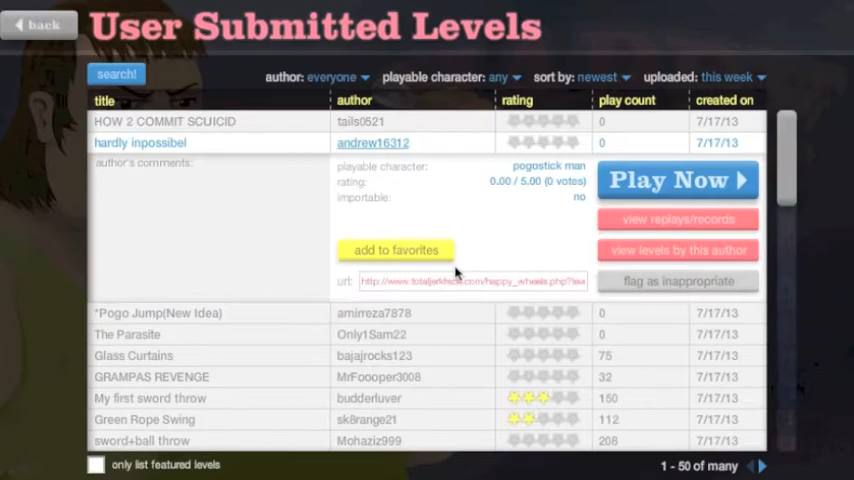 back
User Submitted Levels
search!
author: everyone playable character: any sort by: newest uploaded: this week
title author rating play count created on
HOW 2 COMMIT SCUICID tails0521 0 7/17/13
hardly inpossibel andrew16312 0 7/17/13
author's comments:
playable character: pogostick man
rating: 0.00 / 5.00 (0 votes)
importable: no
Play Now
view replays/records
add to favorites
view levels by this author
url: http://www.totaljerkface.com/happy_wheels.php?lev
flag as inappropriate
*Pogo Jump(New Idea) amirreza7878 0 7/17/13
The Parasite Only1Sam22 0 7/17/13
Glass Curtains bajajrocks123 75 7/17/13
GRAMPAS REVENGE MrFoooper3008 32 7/17/13
My first sword throw budderluver 150 7/17/13
Green Rope Swing sk8range21 112 7/17/13
sword+ball throw Mohaziz999 208 7/17/13
only list featured levels
1 - 50 of many